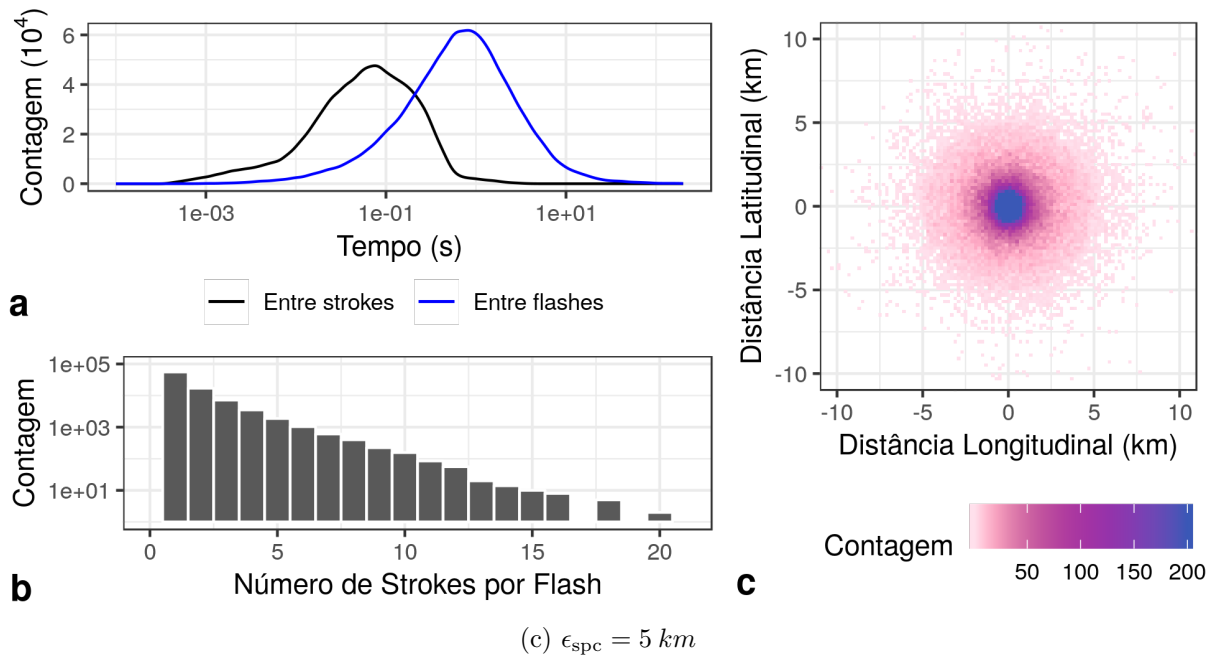 Contagem (10⁴)
6
4
2
0
1e-03 1e-01 1e+01
Tempo (s)
Entre strokes Entre flashes
a
Contagem
1e+05
1e+03
1e+01
0 5 10 15 20
Número de Strokes por Flash
b
Distância Latitudinal (km)
10
5
0
-5
-10
-10 -5 0 5 10
Distância Longitudinal (km)
Contagem
50 100 150 200
c
(c) ϵspc = 5 km